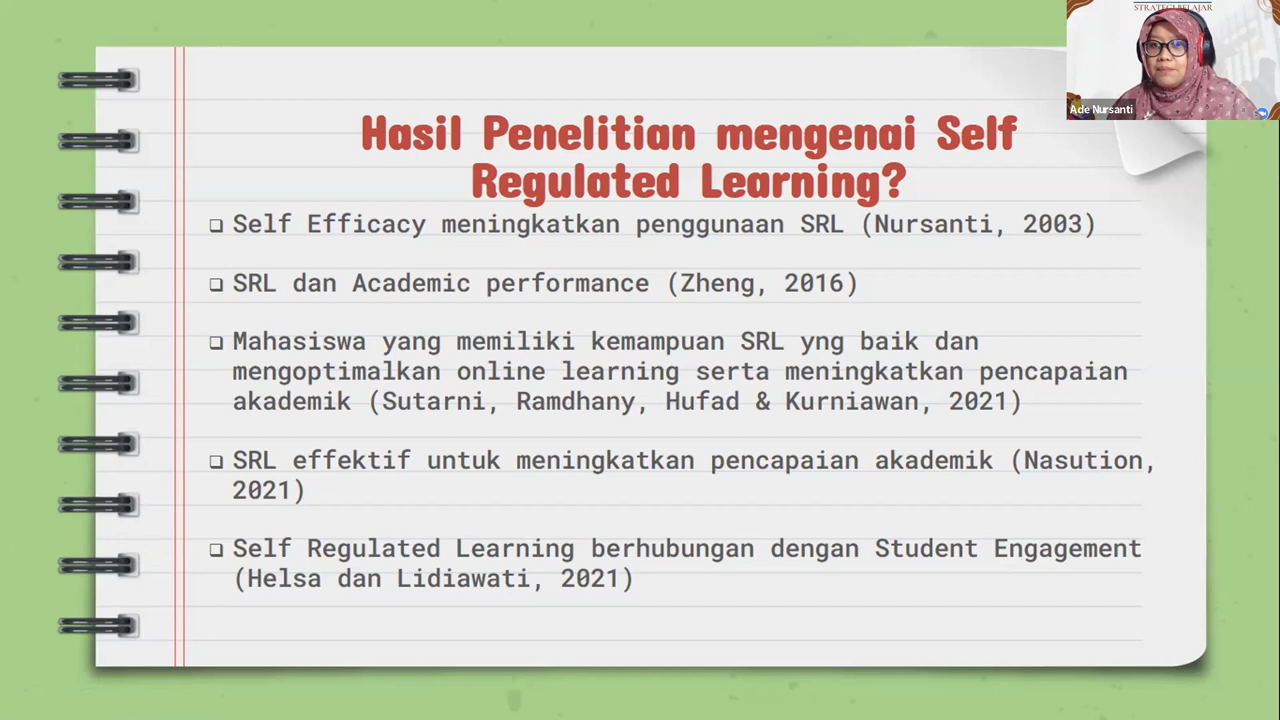 STRATEGI BELAJAR
Ade Nursanti
Hasil Penelitian mengenai Self
Regulated Learning?
❑ Self Efficacy meningkatkan penggunaan SRL (Nursanti, 2003)
❑ SRL dan Academic performance (Zheng, 2016)
❑ Mahasiswa yang memiliki kemampuan SRL yng baik dan
mengoptimalkan online learning serta meningkatkan pencapaian
akademik (Sutarni, Ramdhany, Hufad & Kurniawan, 2021)
❑ SRL effektif untuk meningkatkan pencapaian akademik (Nasution,
2021)
❑ Self Regulated Learning berhubungan dengan Student Engagement
(Helsa dan Lidiawati, 2021)